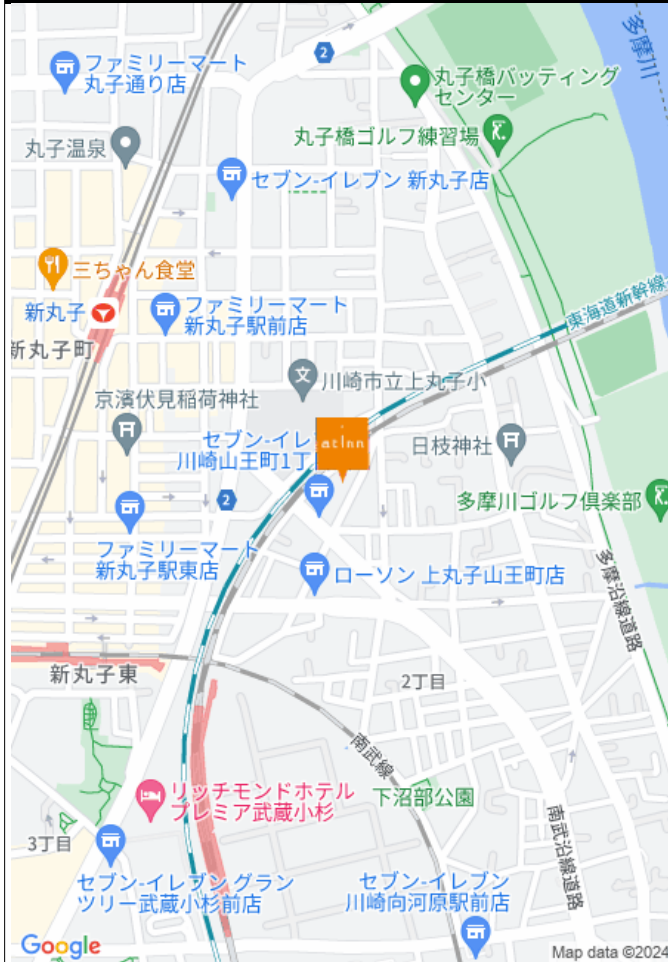 多摩川
ファミリーマート
丸子通り店
2
丸子橋バッティング
センター
丸子橋ゴルフ練習場
丸子温泉
セブン-イレブン 新丸子店
三ちゃん食堂
東海道新幹線
新丸子
ファミリーマート
新丸子駅前店
新丸子町
文
川崎市立上丸子小
京濱伏見稲荷神社
セブン-イレ
川崎山王町1丁
at inn
日枝神社
2
多摩川ゴルフ倶楽部
ファミリーマート
新丸子駅東店
ローソン 上丸子山王町店
多摩沿線道路
新丸子東
2丁目
南武線
リッチモンドホテル
プレミア武蔵小杉
下沼部公園
南武沿線道路
3丁目
セブン-イレブン グラン
ツリー武蔵小杉前店
セブン-イレブン
川崎向河原駅前店
Google
Map data ©2024